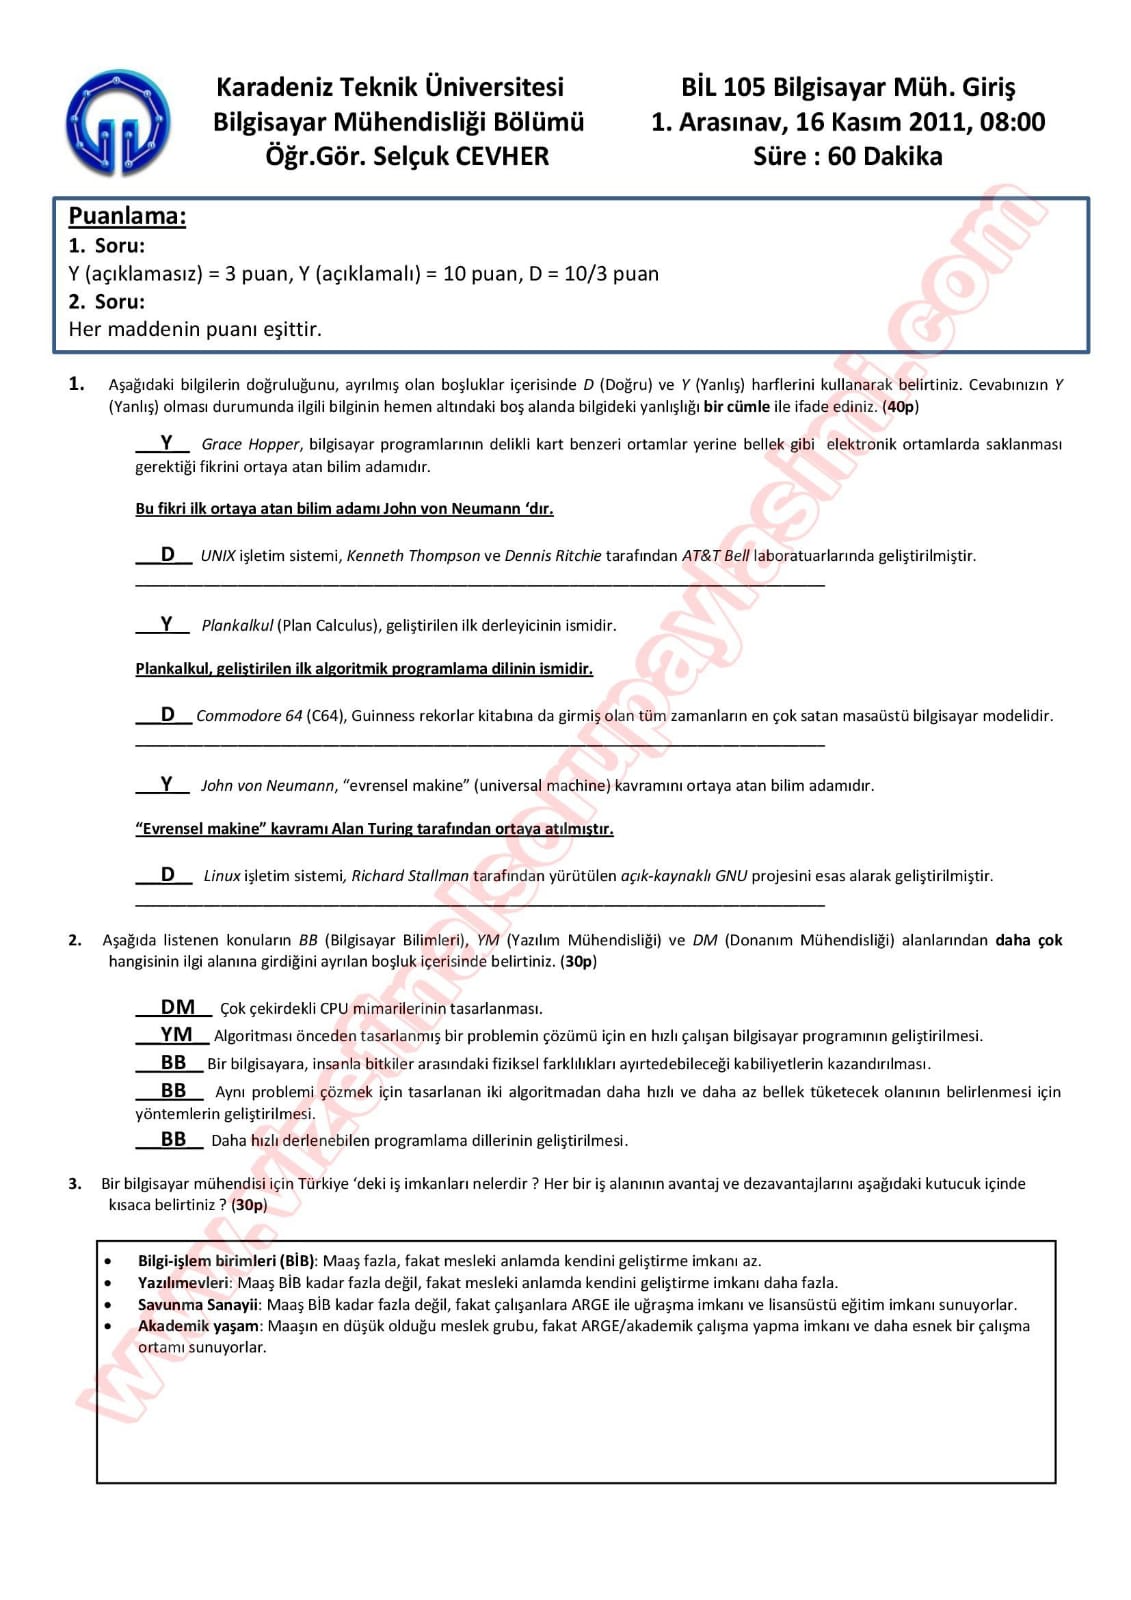 Karadeniz Teknik Üniversitesi
Bilgisayar Mühendisliği Bölümü
Öğr.Gör. Selçuk CEVHER
BİL 105 Bilgisayar Müh. Giriş
1. Arasınav, 16 Kasım 2011, 08:00
Süre : 60 Dakika
Puanlama:
1. Soru:
Y (açıklamasız) = 3 puan, Y (açıklamalı) = 10 puan, D = 10/3 puan
2. Soru:
Her maddenin puanı eşittir.
1. Aşağıdaki bilgilerin doğruluğunu, ayrılmış olan boşluklar içerisinde D (Doğru) ve Y (Yanlış) harflerini kullanarak belirtiniz. Cevabınızın Y
(Yanlış) olması durumunda ilgili bilginin hemen altındaki boş alanda bilgideki yanlışlığı bir cümle ile ifade ediniz. (40p)
___Y__ Grace Hopper, bilgisayar programlarının delikli kart benzeri ortamlar yerine bellek gibi elektronik ortamlarda saklanması
gerektiği fikrini ortaya atan bilim adamıdır.
Bu fikri ilk ortaya atan bilim adamı John von Neumann ‘dır.
___D__ UNIX işletim sistemi, Kenneth Thompson ve Dennis Ritchie tarafından AT&T Bell laboratuarlarında geliştirilmiştir.
___Y__ Plankalkul (Plan Calculus), geliştirilen ilk derleyicinin ismidir.
Plankalkul, geliştirilen ilk algoritmik programlama dilinin ismidir.
___D__ Commodore 64 (C64), Guinness rekorlar kitabına da girmiş olan tüm zamanların en çok satan masaüstü bilgisayar modelidir.
___Y__ John von Neumann, “evrensel makine” (universal machine) kavramını ortaya atan bilim adamıdır.
“Evrensel makine” kavramı Alan Turing tarafından ortaya atılmıştır.
___D__ Linux işletim sistemi, Richard Stallman tarafından yürütülen açık-kaynaklı GNU projesini esas alarak geliştirilmiştir.
2. Aşağıda listenen konuların BB (Bilgisayar Bilimleri), YM (Yazılım Mühendisliği) ve DM (Donanım Mühendisliği) alanlarından daha çok
hangisinin ilgi alanına girdiğini ayrılan boşluk içerisinde belirtiniz. (30p)
___DM__ Çok çekirdekli CPU mimarilerinin tasarlanması.
___YM__ Algoritması önceden tasarlanmış bir problemin çözümü için en hızlı çalışan bilgisayar programının geliştirilmesi.
___BB__ Bir bilgisayara, insanla bitkiler arasındaki fiziksel farklılıkları ayırtedebileceği kabiliyetlerin kazandırılması.
___BB__ Aynı problemi çözmek için tasarlanan iki algoritmadan daha hızlı ve daha az bellek tüketecek olanının belirlenmesi için
yöntemlerin geliştirilmesi.
___BB__ Daha hızlı derlenebilen programlama dillerinin geliştirilmesi.
3. Bir bilgisayar mühendisi için Türkiye ‘deki iş imkanları nelerdir ? Her bir iş alanının avantaj ve dezavantajlarını aşağıdaki kutucuk içinde
kısaca belirtiniz ? (30p)
• Bilgi-işlem birimleri (BİB): Maaş fazla, fakat mesleki anlamda kendini geliştirme imkanı az.
• Yazılımevleri: Maaş BİB kadar fazla değil, fakat mesleki anlamda kendini geliştirme imkanı daha fazla.
• Savunma Sanayii: Maaş BİB kadar fazla değil, fakat çalışanlara ARGE ile uğraşma imkanı ve lisansüstü eğitim imkanı sunuyorlar.
• Akademik yaşam: Maaşın en düşük olduğu meslek grubu, fakat ARGE/akademik çalışma yapma imkanı ve daha esnek bir çalışma
ortamı sunuyorlar.
www.vizefinalsorupaylasimi.com